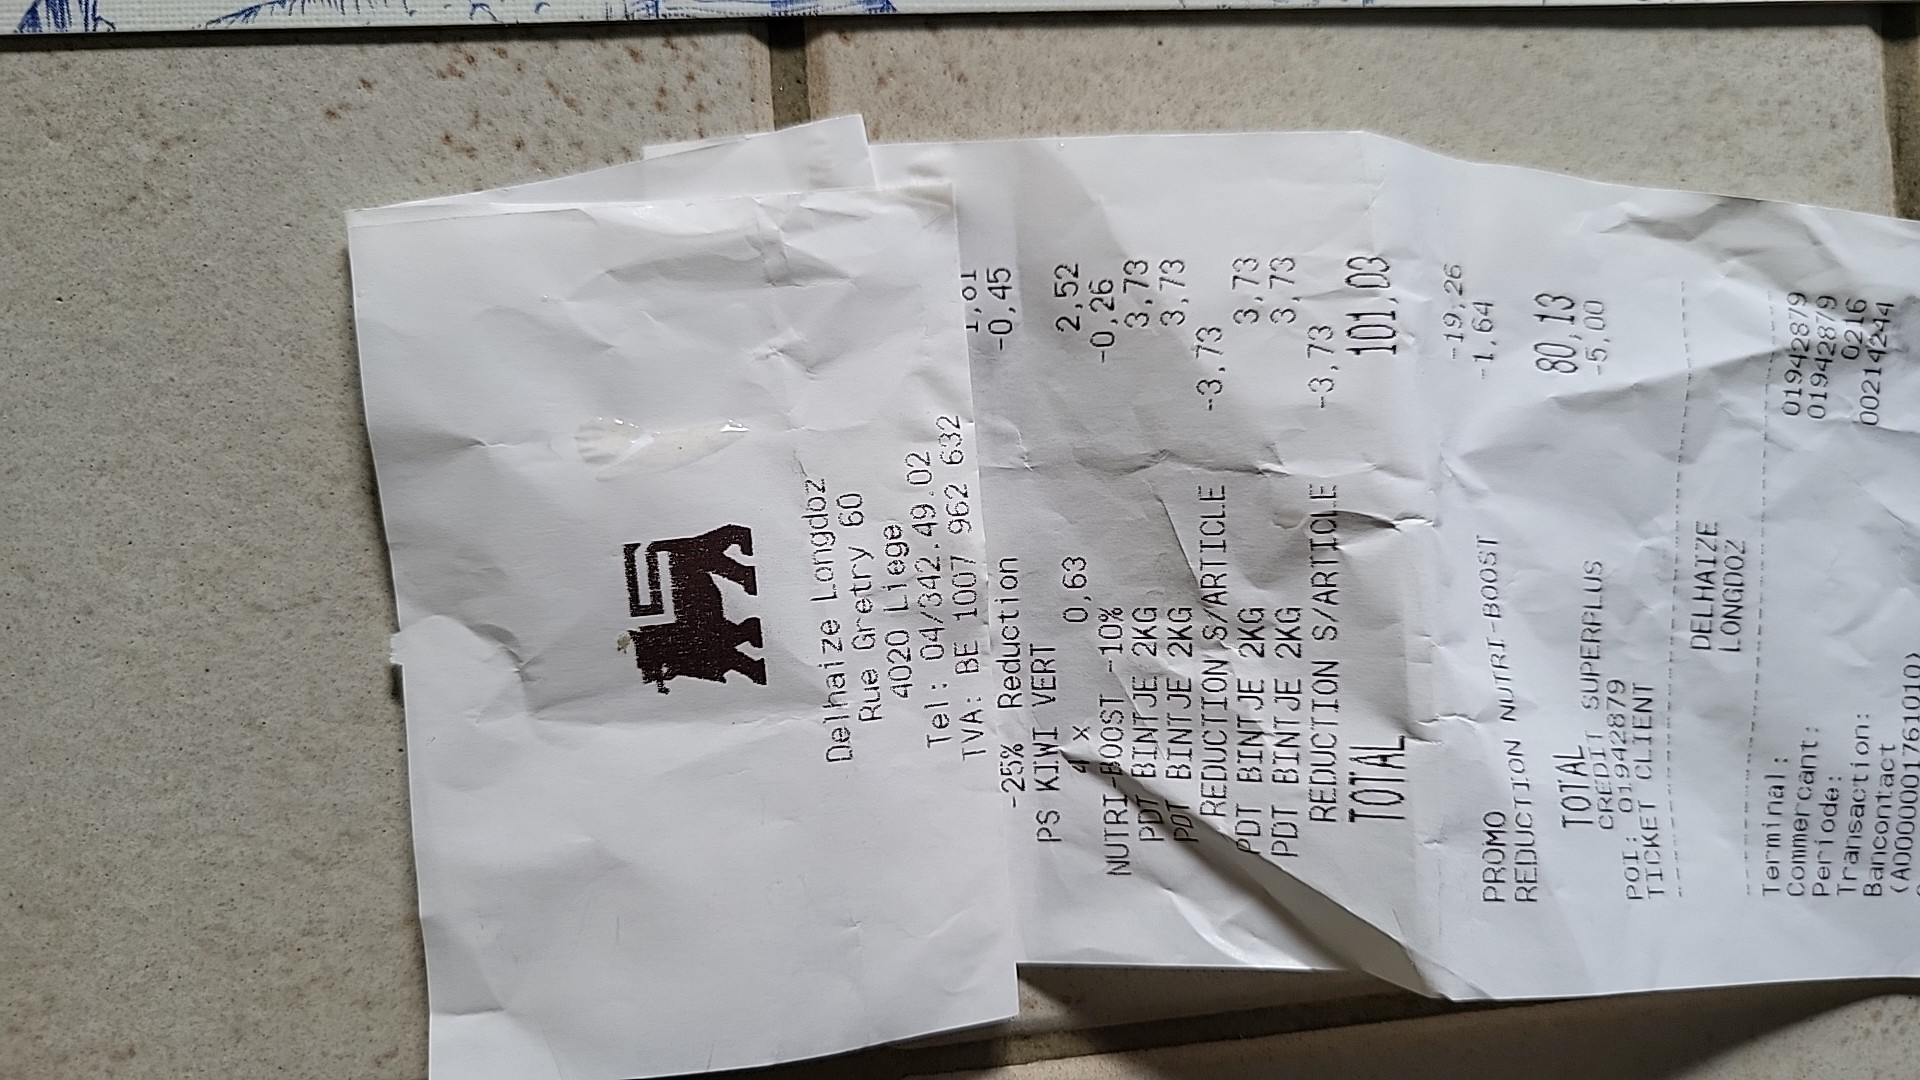 Delhaize Longdoz
Rue Gretry 60
4020 Liege
Tel: 04/342.49.02
TVA: BE 1007 962 632
-25% Reduction -0,45
PS KIWI VERT
4 x 0,63 2,52
NUTRI-BOOST -10% -0,26
PDT BINTJE 2KG 3,73
PDT BINTJE 2KG 3,73
REDUCTION S/ARTICLE -3,73
PDT BINTJE 2KG 3,73
PDT BINTJE 2KG 3,73
REDUCTION S/ARTICLE -3,73
TOTAL 101,03
PROMO -19,26
REDUCTION NUTRI-BOOST -1,64
TOTAL 80,13
CREDIT SUPERPLUS -5,00
POI: 01942879
TICKET CLIENT
DELHAIZE
LONGDOZ
Terminal: 01942879
Commercant: 01942879
Periode: 0216
Transaction: 00214244
Bancontact
(A0000001761010)